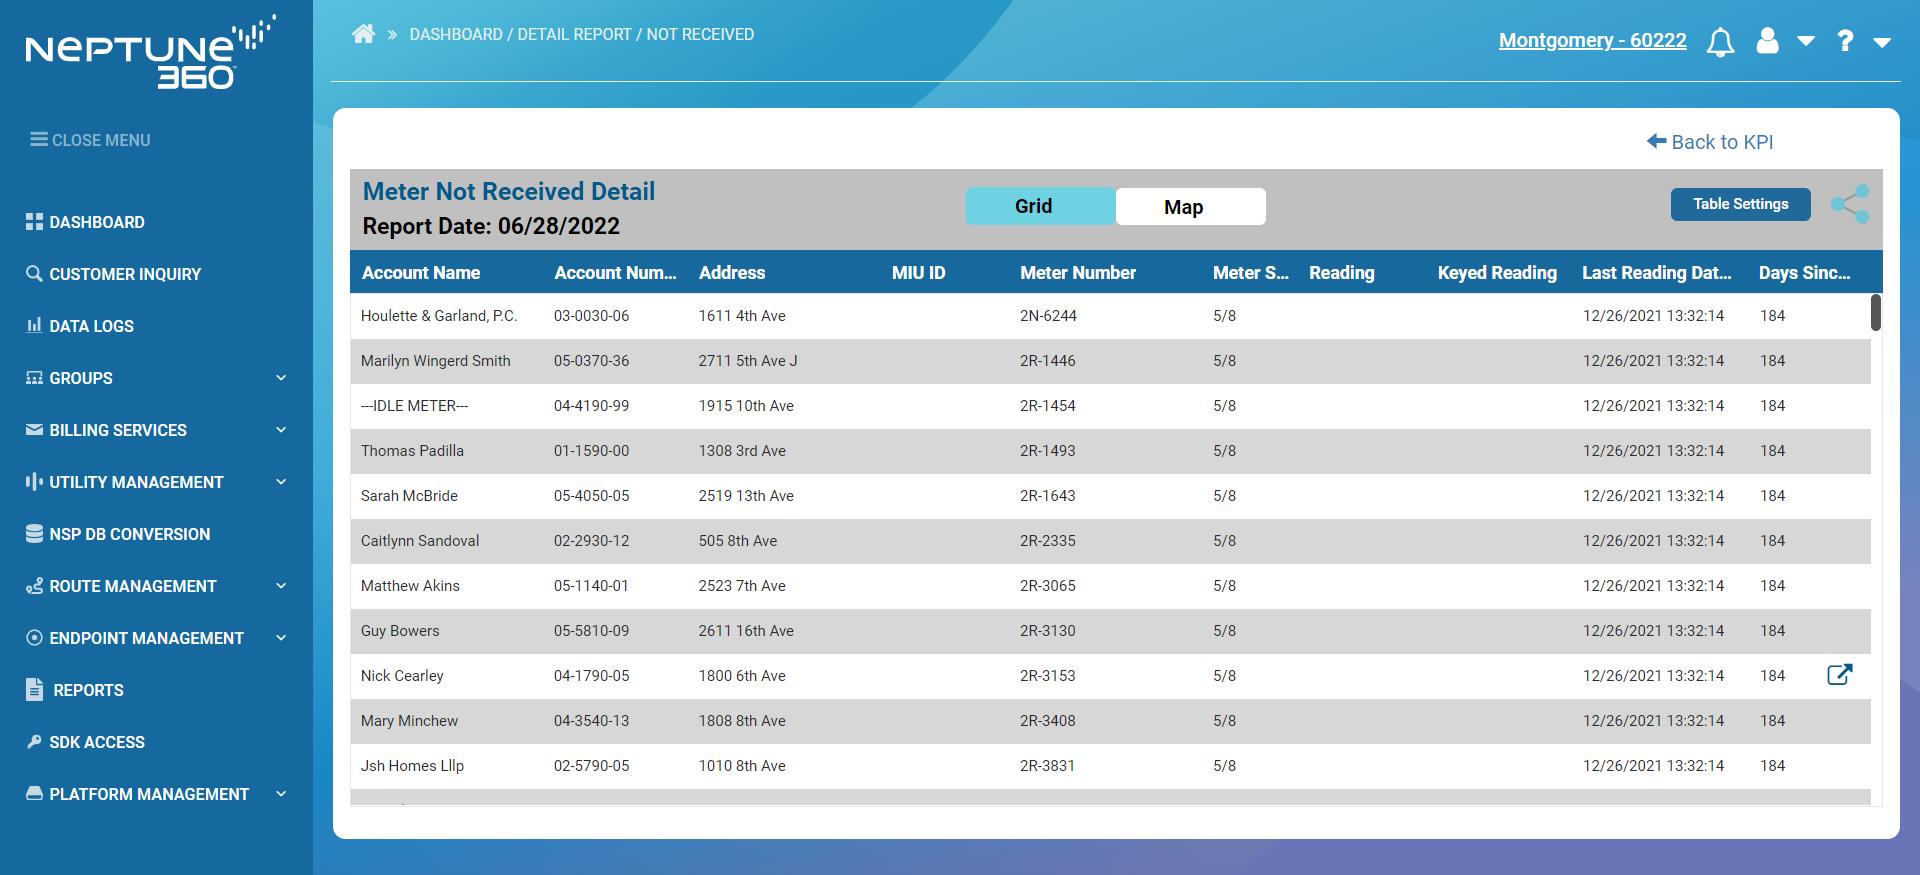 NEPTUNE
360
CLOSE MENU
DASHBOARD
CUSTOMER INQUIRY
DATA LOGS
GROUPS
BILLING SERVICES
UTILITY MANAGEMENT
NSP DB CONVERSION
ROUTE MANAGEMENT
ENDPOINT MANAGEMENT
REPORTS
SDK ACCESS
PLATFORM MANAGEMENT
» DASHBOARD / DETAIL REPORT / NOT RECEIVED
Montgomery - 60222 ?
Back to KPI
Meter Not Received Detail
Report Date: 06/28/2022
Grid Map
Table Settings
Account Name Account Num... Address MIU ID Meter Number Meter S... Reading Keyed Reading Last Reading Dat... Days Sinc...
Houlette & Garland, P.C. 03-0030-06 1611 4th Ave 2N-6244 5/8 12/26/2021 13:32:14 184
Marilyn Wingerd Smith 05-0370-36 2711 5th Ave J 2R-1446 5/8 12/26/2021 13:32:14 184
---IDLE METER--- 04-4190-99 1915 10th Ave 2R-1454 5/8 12/26/2021 13:32:14 184
Thomas Padilla 01-1590-00 1308 3rd Ave 2R-1493 5/8 12/26/2021 13:32:14 184
Sarah McBride 05-4050-05 2519 13th Ave 2R-1643 5/8 12/26/2021 13:32:14 184
Caitlynn Sandoval 02-2930-12 505 8th Ave 2R-2335 5/8 12/26/2021 13:32:14 184
Matthew Akins 05-1140-01 2523 7th Ave 2R-3065 5/8 12/26/2021 13:32:14 184
Guy Bowers 05-5810-09 2611 16th Ave 2R-3130 5/8 12/26/2021 13:32:14 184
Nick Cearley 04-1790-05 1800 6th Ave 2R-3153 5/8 12/26/2021 13:32:14 184
Mary Minchew 04-3540-13 1808 8th Ave 2R-3408 5/8 12/26/2021 13:32:14 184
Jsh Homes Lllp 02-5790-05 1010 8th Ave 2R-3831 5/8 12/26/2021 13:32:14 184